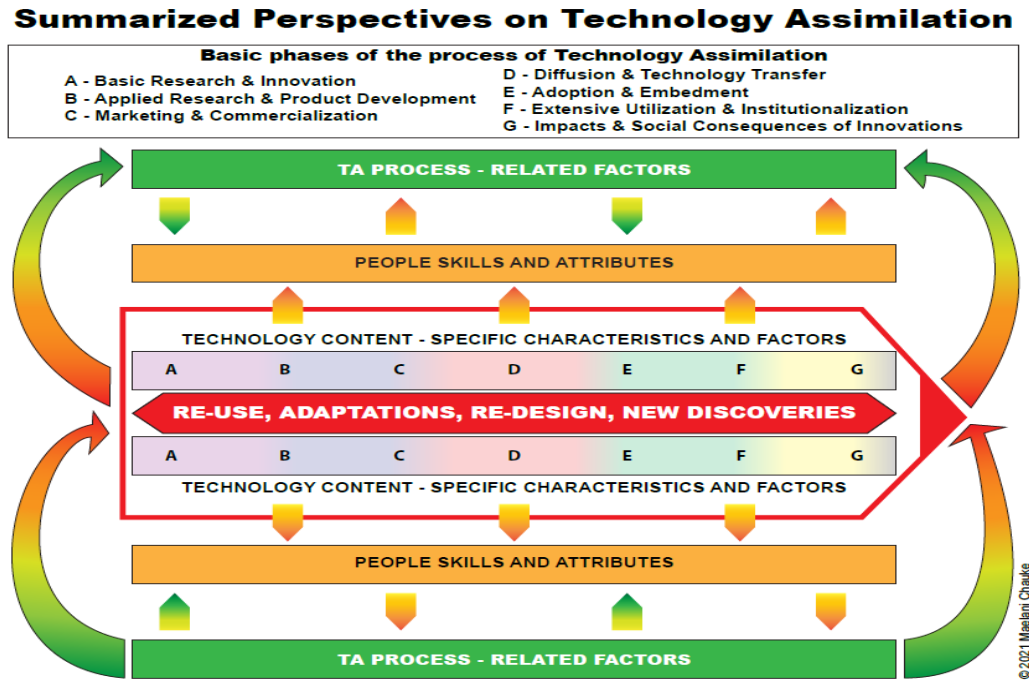 Summarized Perspectives on Technology Assimilation
Basic phases of the process of Technology Assimilation
A - Basic Research & Innovation
B - Applied Research & Product Development
C - Marketing & Commercialization
D - Diffusion & Technology Transfer
E - Adoption & Embedment
F - Extensive Utilization & Institutionalization
G - Impacts & Social Consequences of Innovations
TA PROCESS - RELATED FACTORS
PEOPLE SKILLS AND ATTRIBUTES
TECHNOLOGY CONTENT - SPECIFIC CHARACTERISTICS AND FACTORS
A B C D E F G
RE-USE, ADAPTATIONS, RE-DESIGN, NEW DISCOVERIES
A B C D E F G
TECHNOLOGY CONTENT - SPECIFIC CHARACTERISTICS AND FACTORS
PEOPLE SKILLS AND ATTRIBUTES
TA PROCESS - RELATED FACTORS
© 2021 Maelani Chauke